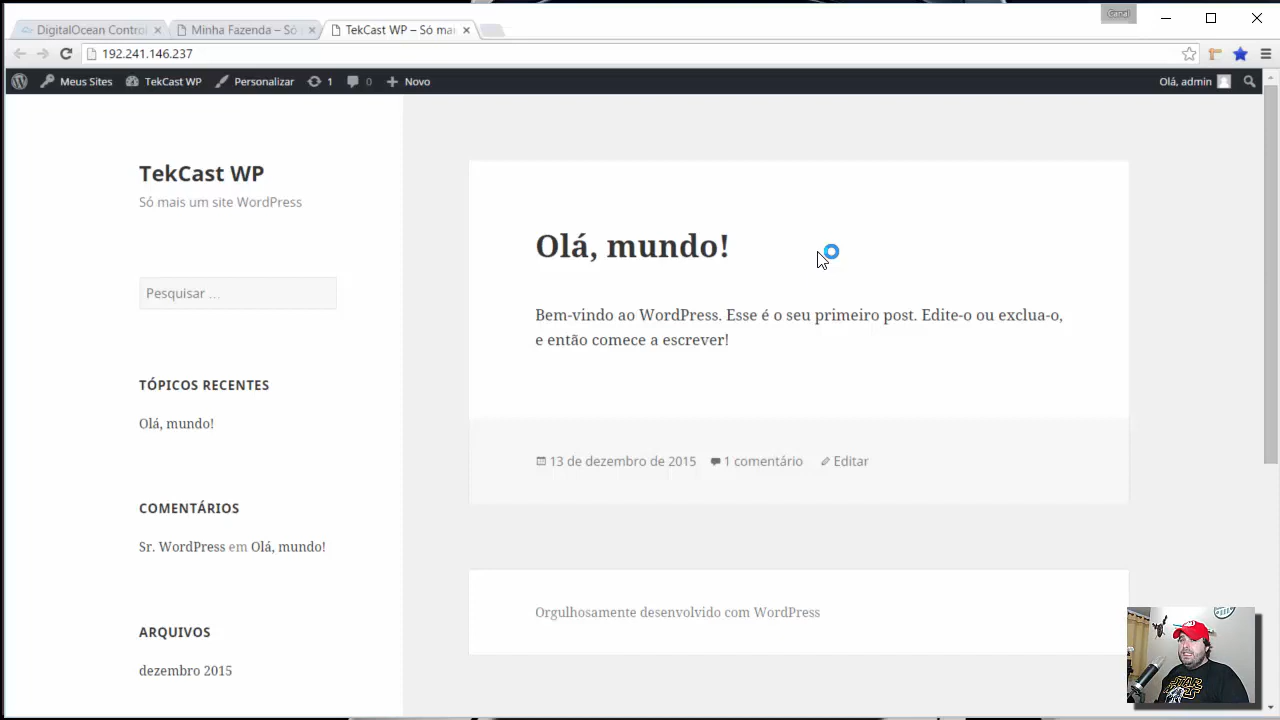 Canal
DigitalOcean Control
Minha Fazenda – Só
TekCast WP – Só mai
192.241.146.237
Meus Sites
TekCast WP
Personalizar
1
0
Novo
Olá, admin
TekCast WP
Só mais um site WordPress
Pesquisar …
TÓPICOS RECENTES
Olá, mundo!
COMENTÁRIOS
Sr. WordPress em Olá, mundo!
ARQUIVOS
dezembro 2015
Olá, mundo!
Bem-vindo ao WordPress. Esse é o seu primeiro post. Edite-o ou exclua-o,
e então comece a escrever!
13 de dezembro de 2015 1 comentário Editar
Orgulhosamente desenvolvido com WordPress